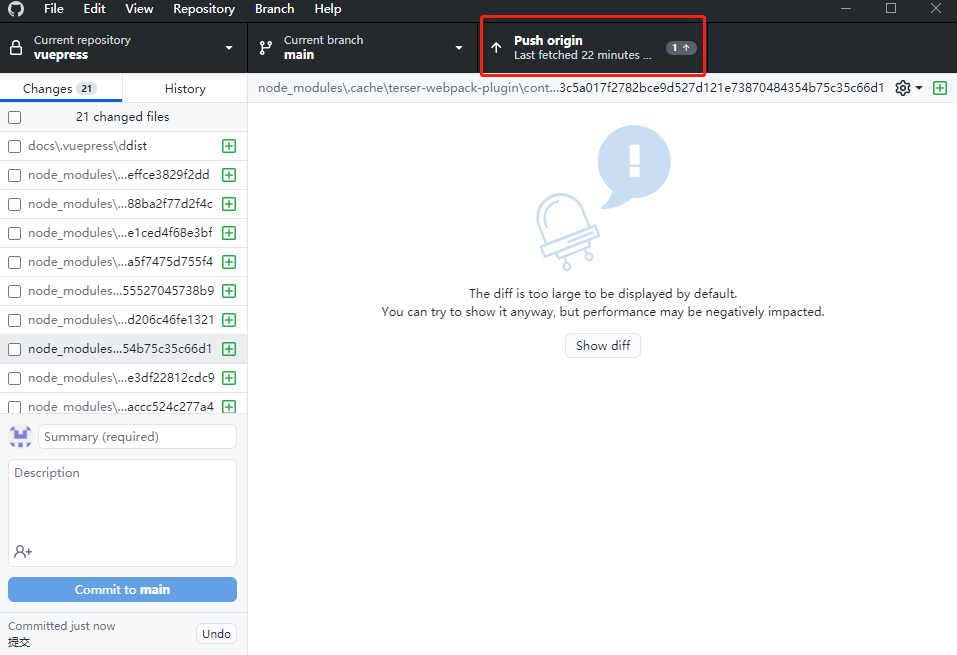 File Edit View Repository Branch Help
Current repository
vuepress
Current branch
main
Push origin
Last fetched 22 minutes ...
1
Changes 21
History
node_modules\.cache\terser-webpack-plugin\cont...3c5a017f2782bce9d527d121e73870484354b75c35c66d1
21 changed files
docs\.vuepress\ddist
node_modules\...effce3829f2dd
node_modules\...88ba2f77d2f4c
node_modules\...e1ced4f68e3bf
node_modules\...a5f7475d755f4
node_modules...55527045738b9
node_modules\...d206c46fe1321
node_modules...54b75c35c66d1
node_modules\...e3df22812cdc9
node_modules\...accc524c277a4
The diff is too large to be displayed by default.
You can try to show it anyway, but performance may be negatively impacted.
Show diff
Summary (required)
Description
Commit to main
Committed just now
提交
Undo